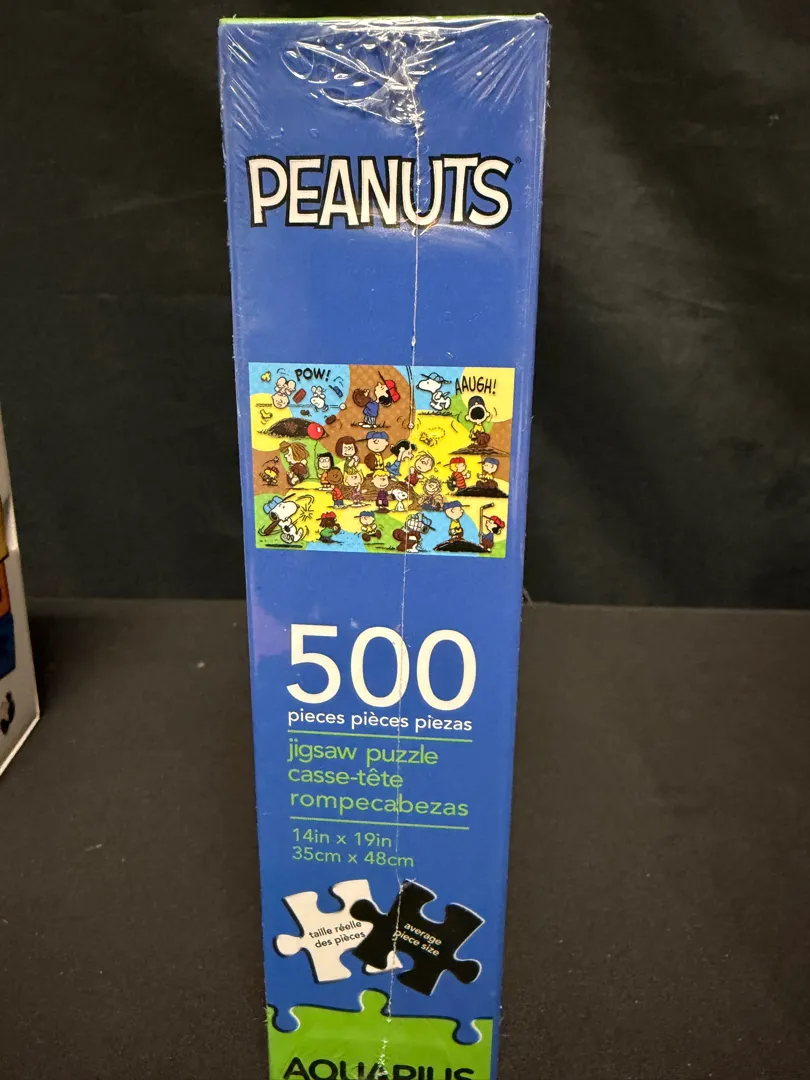 PEANUTS
POW!
AAUGH!
500
pieces pièces piezas
jigsaw puzzle
casse-tête
rompecabezas
14in x 19in
35cm x 48cm
taille réelle
des pièces
average
piece size
AQUARIUS